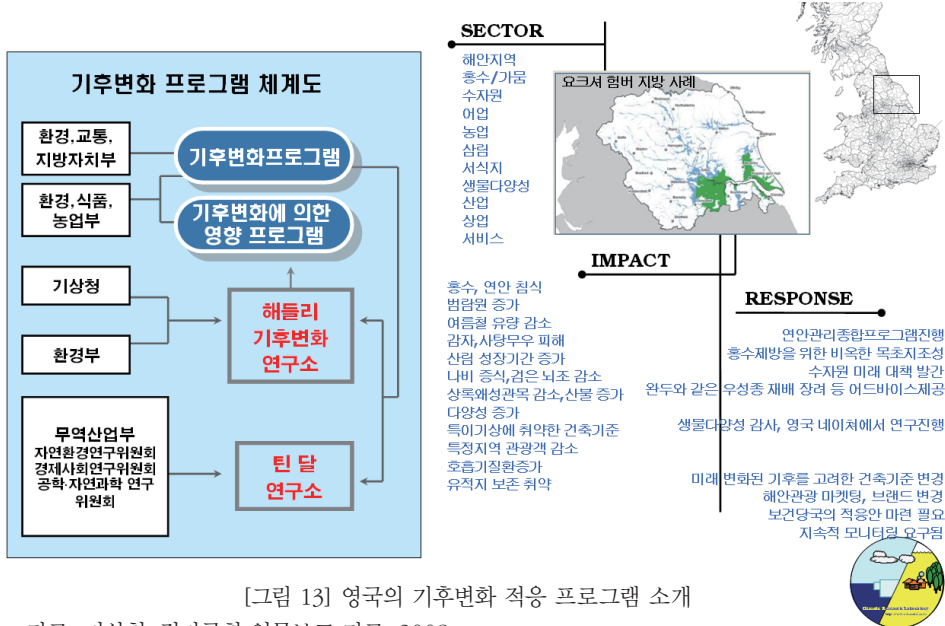 기후변화 프로그램 체계도
환경,교통,
지방자치부
환경,식품,
농업부
기상청
환경부
무역산업부
자연환경연구위원회
경제사회연구위원회
공학·자연과학 연구
위원회
기후변화프로그램
기후변화에 의한
영향 프로그램
해들리
기후변화
연구소
틴 달
연구소
SECTOR
해안지역
홍수/가뭄
수자원
어업
농업
삼림
서식지
생물다양성
산업
상업
서비스
요크셔 험버 지방 사례
IMPACT
홍수, 연안 침식
범람원 증가
여름철 유량 감소
감자,사탕무우 피해
산림 성장기간 증가
나비 증식,검은 뇌조 감소
상록왜성관목 감소,산물 증가
다양성 증가
특이기상에 취약한 건축기준
특정지역 관광객 감소
호흡기질환증가
유적지 보존 취약
RESPONSE
연안관리종합프로그램진행
홍수제방을 위한 비옥한 목초지조성
수자원 미래 대책 발간
완두와 같은 우성종 재배 장려 등 어드바이스제공
생물다양성 감사, 영국 네이쳐에서 연구진행
미래 변화된 기후를 고려한 건축기준 변경
해안관광 마켓팅, 브랜드 변경
보건당국의 적응안 마련 필요
지속적 모니터링 요구됨
[그림 13] 영국의 기후변화 적응 프로그램 소개